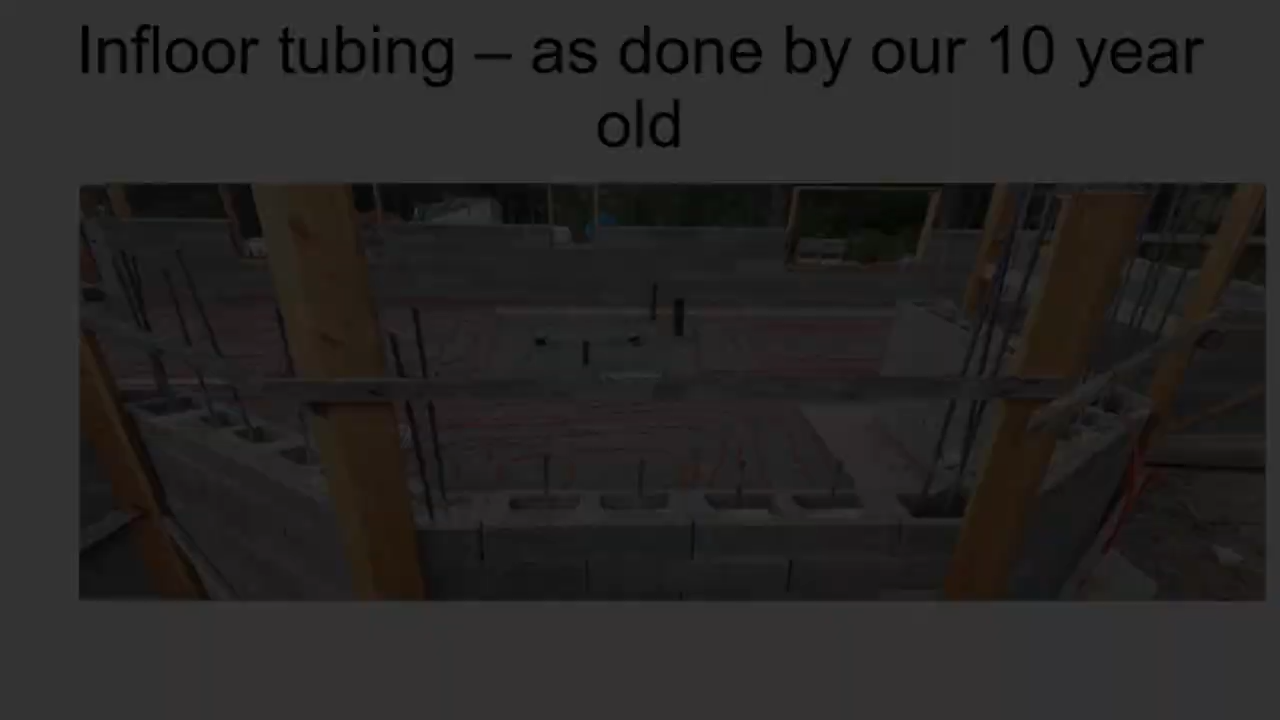 Infloor tubing – as done by our 10 year
old